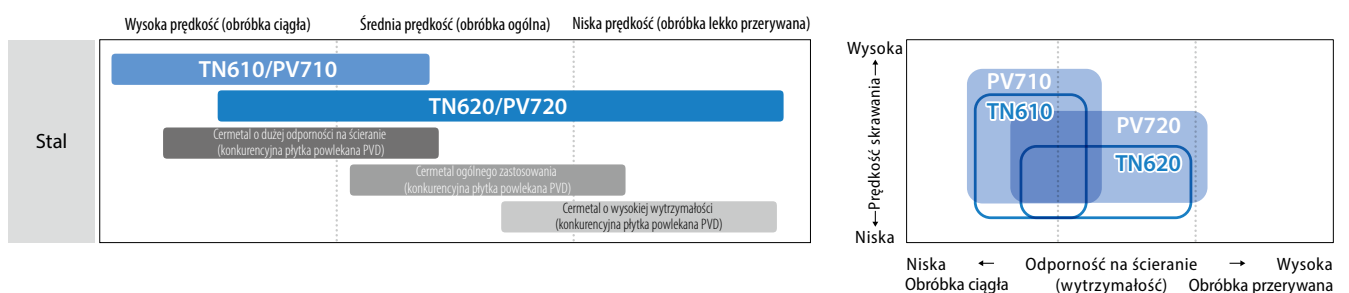 Wysoka prędkość (obróbka ciągła)
Średnia prędkość (obróbka ogólna)
Niska prędkość (obróbka lekko przerywana)
Stal
TN610/PV710
TN620/PV720
Cermetal o dużej odporności na ścieranie
(konkurencyjna płytka powlekana PVD)
Cermetal ogólnego zastosowania
(konkurencyjna płytka powlekana PVD)
Cermetal o wysokiej wytrzymałości
(konkurencyjna płytka powlekana PVD)
Wysoka
←Prędkość skrawania→
Niska
PV710
TN610
PV720
TN620
Niska ← Odporność na ścieranie → Wysoka
Obróbka ciągła (wytrzymałość) Obróbka przerywana